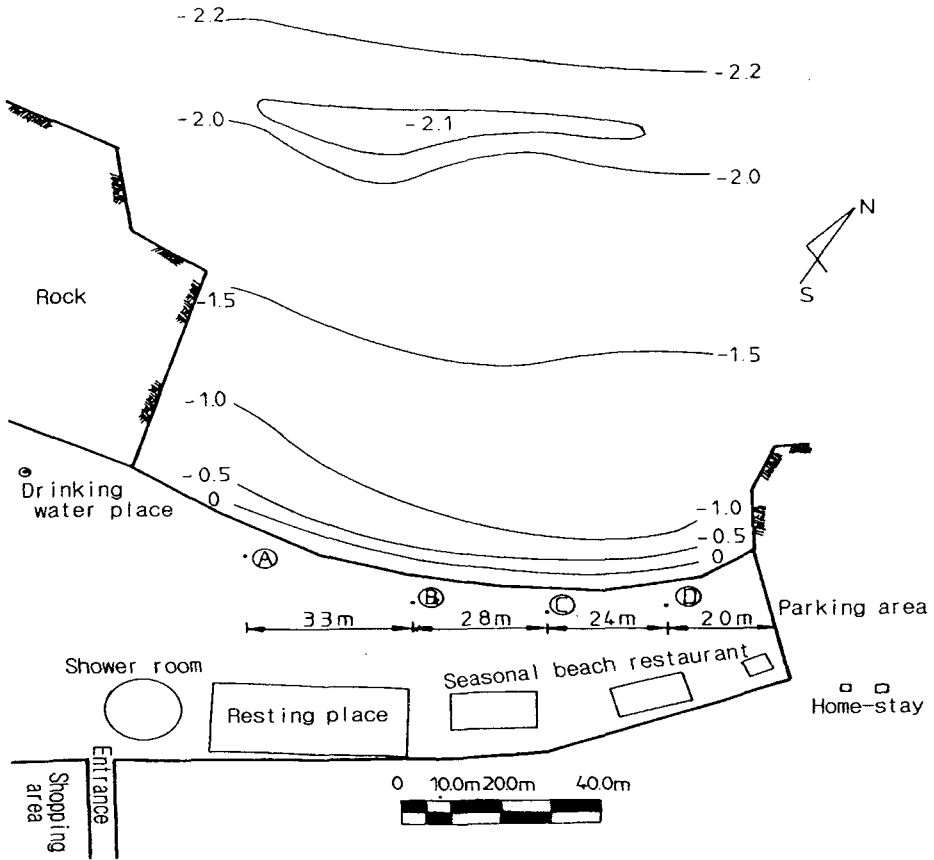 -2.2
-2.2
-2.0
-2.1
-2.0
N
S
Rock
-1.5
-1.5
-1.0
-0.5
0
Drinking
water place
-1.0
-0.5
0
A
B
C
D
33m
28m
24m
20m
Parking area
Shower room
Resting place
Seasonal beach restaurant
Home-stay
Entrance
Shopping
area
0 10.0m 200m 40.0m